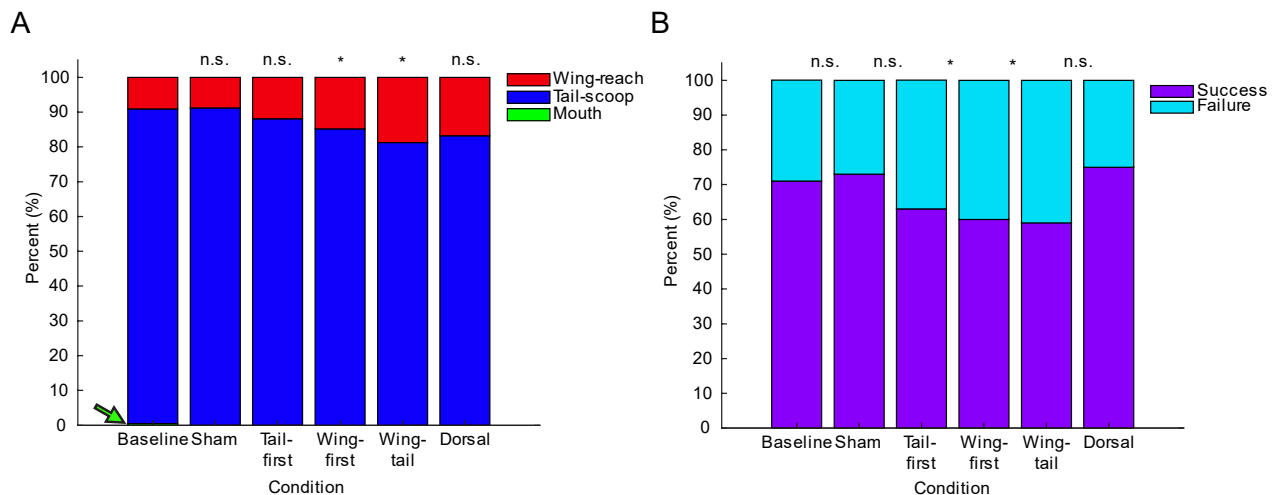 A
n.s. n.s. * * n.s.
Wing-reach
Tail-scoop
Mouth
100
90
80
70
60
50
40
30
20
10
0
Percent (%)
Baseline Sham Tail- Wing- Wing- Dorsal
first first tail
Condition
B
n.s. n.s. * * n.s.
Success
Failure
100
90
80
70
60
50
40
30
20
10
0
Percent (%)
Baseline Sham Tail- Wing- Wing- Dorsal
first first tail
Condition